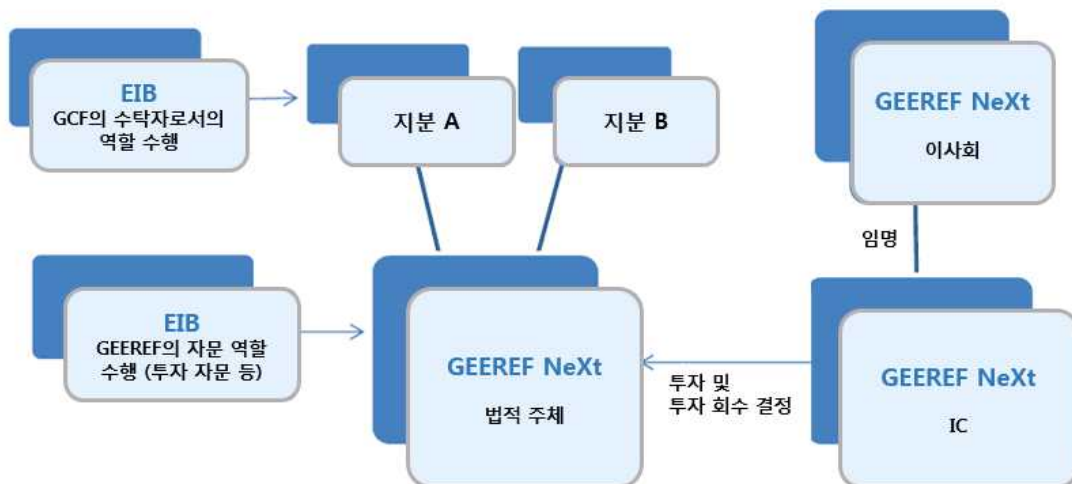 EIB
GCF의 수탁자로서의
역할 수행
지분 A
지분 B
GEEREF NeXt
이사회
임명
EIB
GEEREF의 자문 역할
수행 (투자 자문 등)
GEEREF NeXt
법적 주체
투자 및
투자 회수 결정
GEEREF NeXt
IC